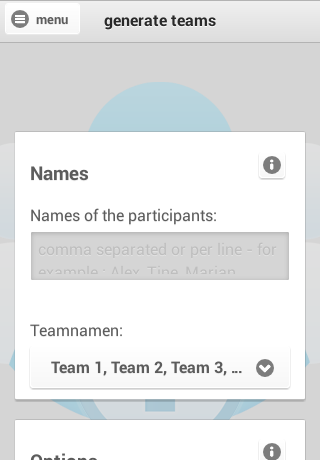 menu
generate teams
Names
Names of the participants:
comma separated or per line - for
example : Alex, Tine, Marian
Teamnamen:
Team 1, Team 2, Team 3, ...
Options